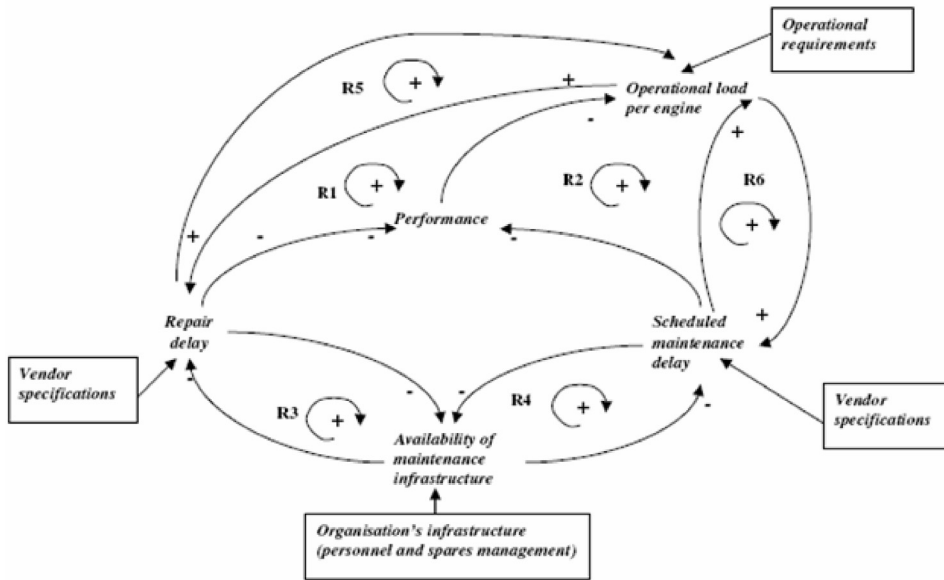 Operational
requirements
R5
+
+
Operational load
per engine
-
+
R1
+
R2
+
R6
+
Performance
+
-
-
-
Repair
delay
Scheduled
maintenance
delay
+
Vendor
specifications
-
-
-
R3
+
R4
+
-
Vendor
specifications
Availability of
maintenance
infrastructure
Organisation's infrastructure
(personnel and spares management)